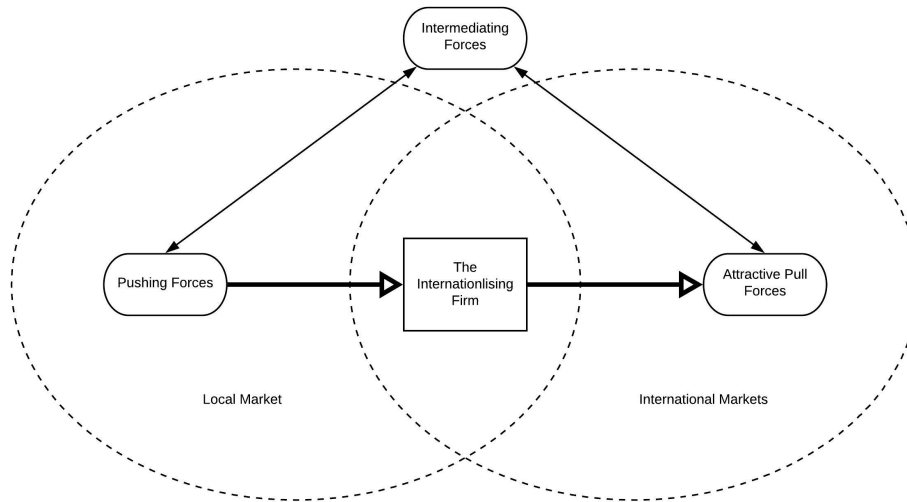 Intermediating
Forces
Pushing Forces
The
Internationlising
Firm
Attractive Pull
Forces
Local Market
International Markets